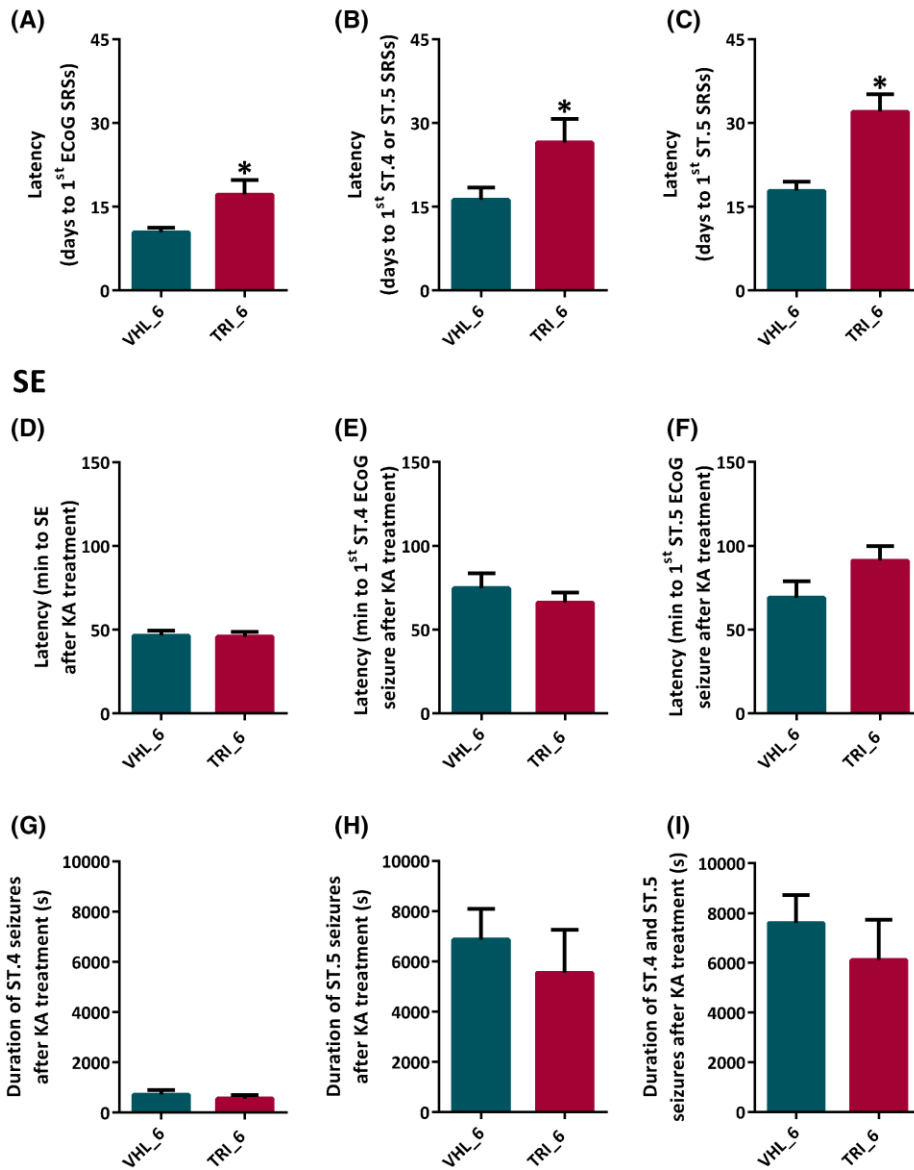 (A)
Latency
(days to 1st ECoG SRSs)
45
30
15
0
*
VHL_6
TRI_6
(B)
Latency
(days to 1st ST.4 or ST.5 SRSs)
45
30
15
0
*
VHL_6
TRI_6
(C)
Latency
(days to 1st ST.5 SRSs)
45
30
15
0
*
VHL_6
TRI_6
SE
(D)
Latency (min to SE
after KA treatment)
150
100
50
0
VHL_6
TRI_6
(E)
Latency (min to 1st ST.4 ECoG
seizure after KA treatment)
150
100
50
0
VHL_6
TRI_6
(F)
Latency (min to 1st ST.5 ECoG
seizure after KA treatment)
150
100
50
0
VHL_6
TRI_6
(G)
Duration of ST.4 seizures
after KA treatment (s)
10000
8000
6000
4000
2000
0
VHL_6
TRI_6
(H)
Duration of ST.5 seizures
after KA treatment (s)
10000
8000
6000
4000
2000
0
VHL_6
TRI_6
(I)
Duration of ST.4 and ST.5
seizures after KA treatment (s)
10000
8000
6000
4000
2000
0
VHL_6
TRI_6